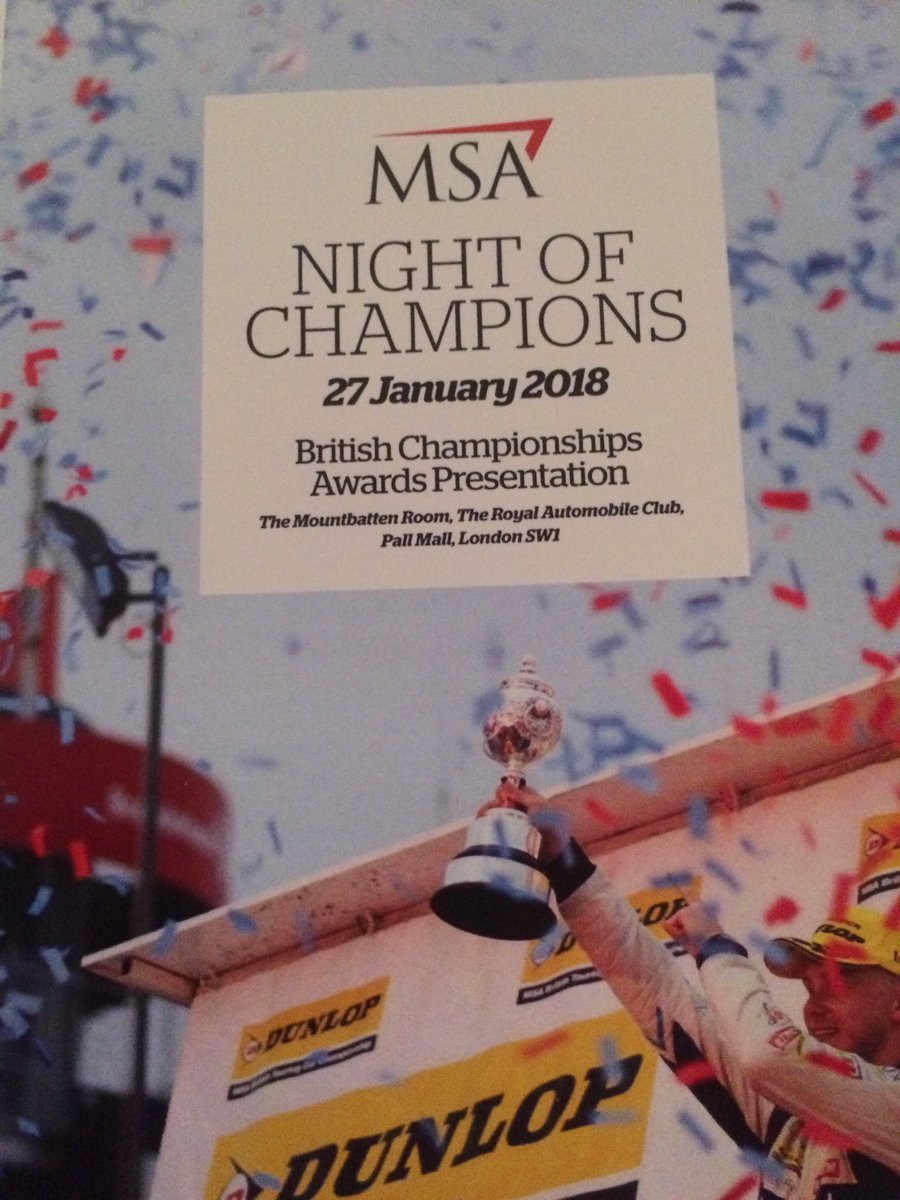 MSA
NIGHT OF
CHAMPIONS
27 January 2018
British Championships
Awards Presentation
The Mountbatten Room, The Royal Automobile Club,
Pall Mall, London SW1
DUNLOP
DUNLOP
DUNLOP
DUNLOP